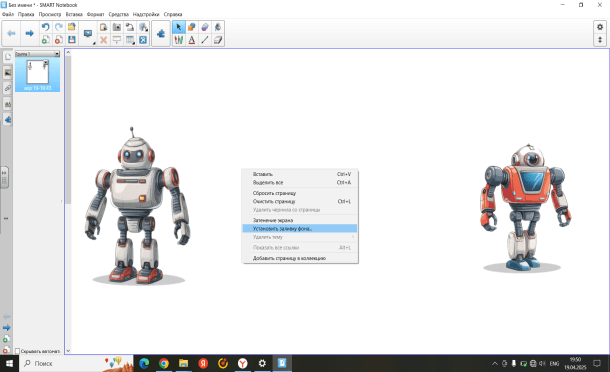 Без имени * - SMART Notebook
Файл Правка Просмотр Вставка Формат Средства Надстройки Справка
Группа 1
апр 19-19:49
Вставить Ctrl+V
Выделить все Ctrl+A
Сбросить страницу
Очистить страницу Ctrl+L
Удалить чернила со страницы
Затенение экрана
Установить заливку фона...
Удалить тему
Показать все ссылки Alt+L
Добавить страницу в коллекцию
Скрывать автомат
Поиск
ENG
19:50
19.04.2025